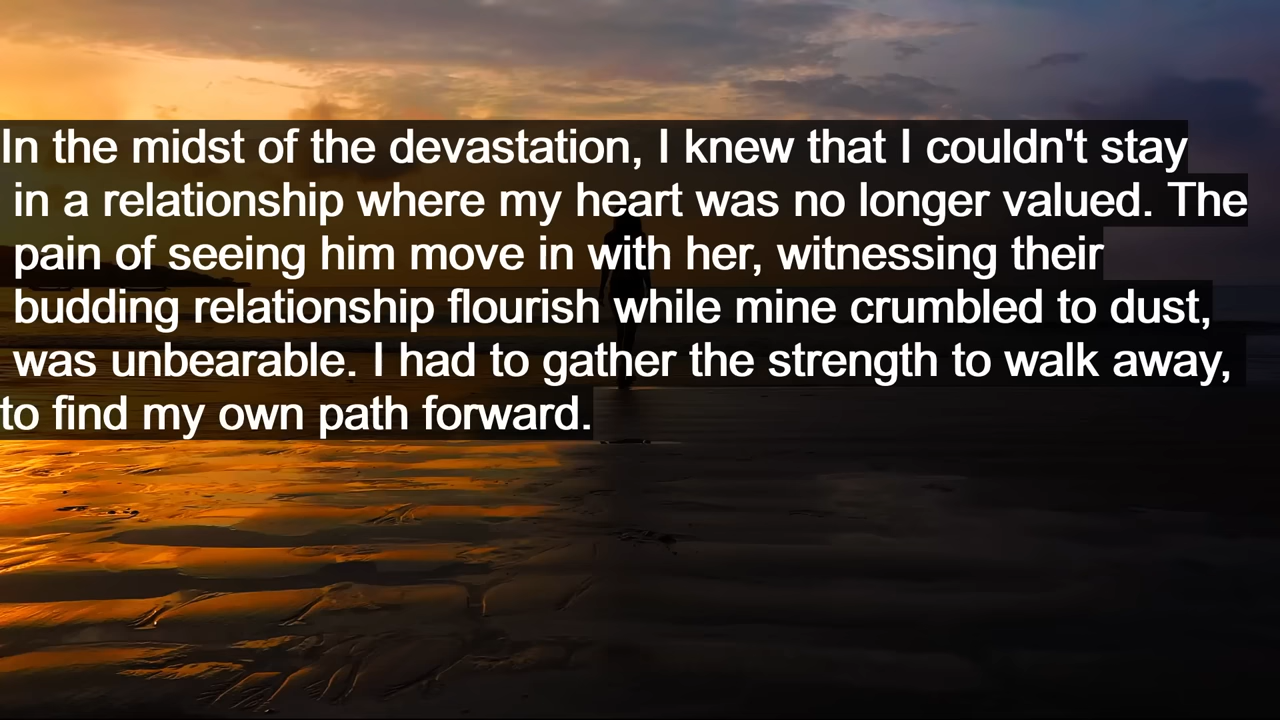 In the midst of the devastation, I knew that I couldn't stay
in a relationship where my heart was no longer valued. The
pain of seeing him move in with her, witnessing their
budding relationship flourish while mine crumbled to dust,
was unbearable. I had to gather the strength to walk away,
to find my own path forward.